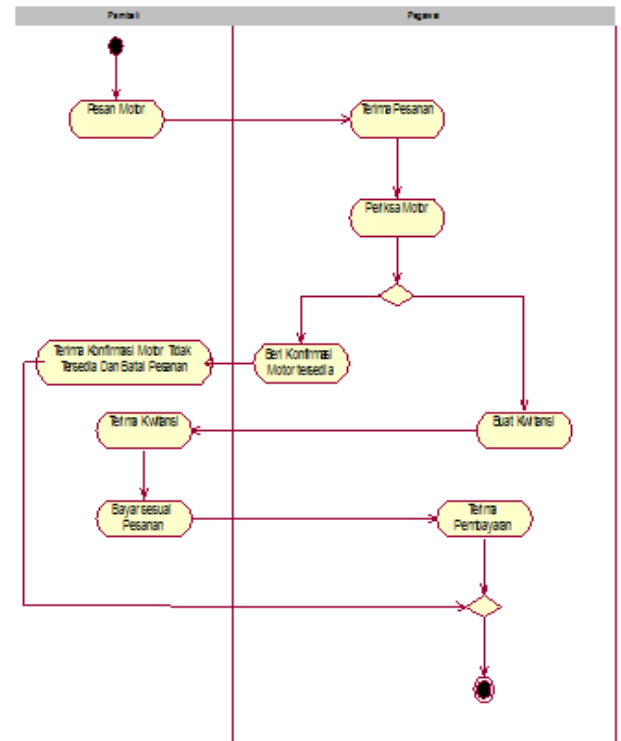 Pembeli
Pegawai
Pesan Motor
Terima Pesanan
Periksa Motor
Terima Konfirmasi Motor Tidak
Tersedia Dan Batal Pesanan
Beri Konfirmasi
Motor tersedia
Terima Kwitansi
Buat Kwitansi
Bayar sesuai
Pesanan
Terima
Pembayaran